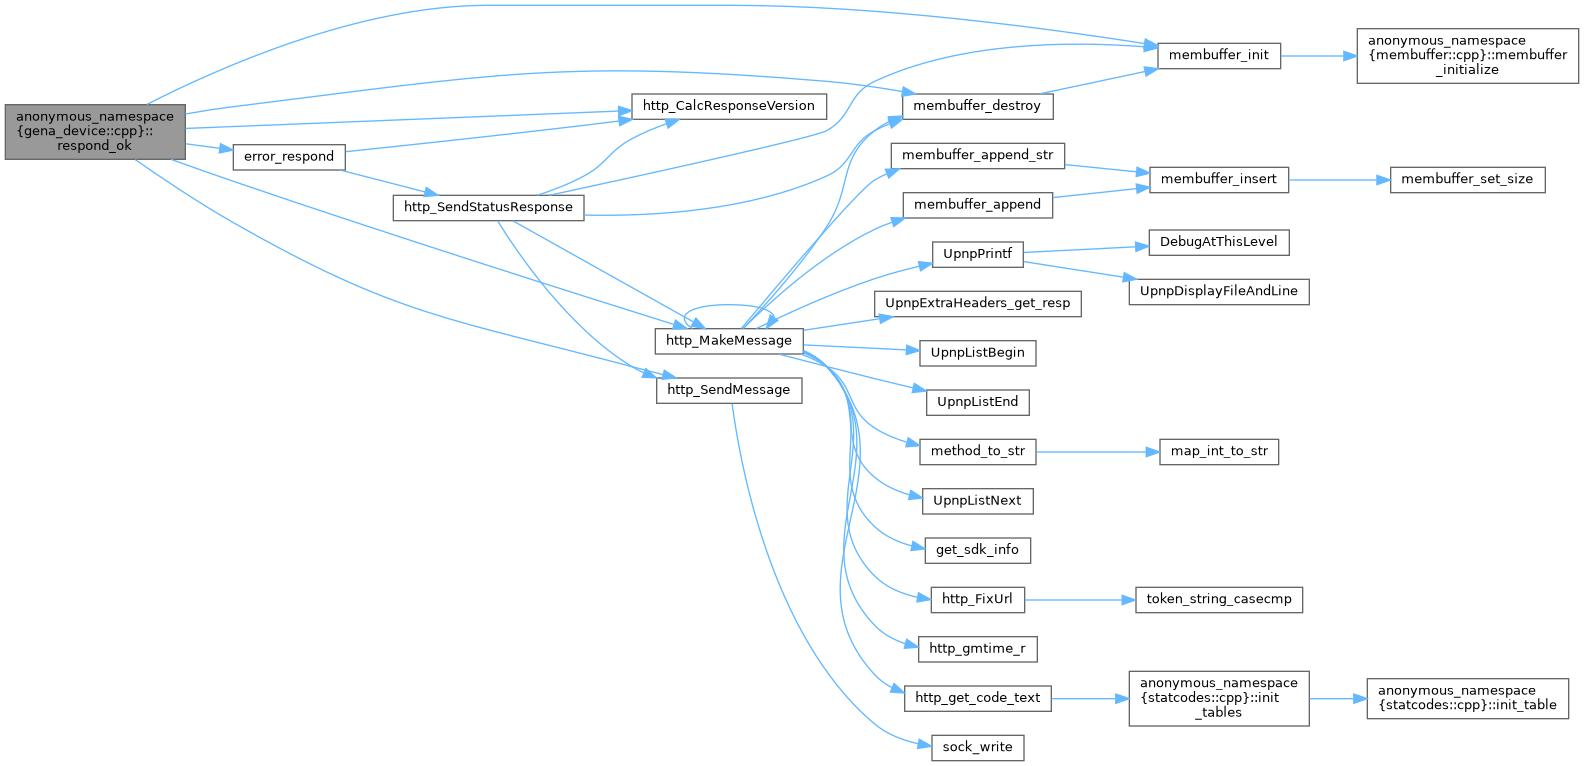 anonymous_namespace
{gena_device::cpp}::
respond_ok
error_respond
http_SendStatusResponse
http_CalcResponseVersion
http_MakeMessage
http_SendMessage
membuffer_init
membuffer_destroy
membuffer_append_str
membuffer_append
UpnpPrintf
UpnpExtraHeaders_get_resp
UpnpListBegin
UpnpListEnd
method_to_str
UpnpListNext
get_sdk_info
http_FixUrl
http_gmtime_r
http_get_code_text
sock_write
anonymous_namespace
{membuffer::cpp}::membuffer
_initialize
membuffer_insert
membuffer_set_size
DebugAtThisLevel
UpnpDisplayFileAndLine
map_int_to_str
token_string_casecmp
anonymous_namespace
{statcodes::cpp}::init
_tables
anonymous_namespace
{statcodes::cpp}::init_table